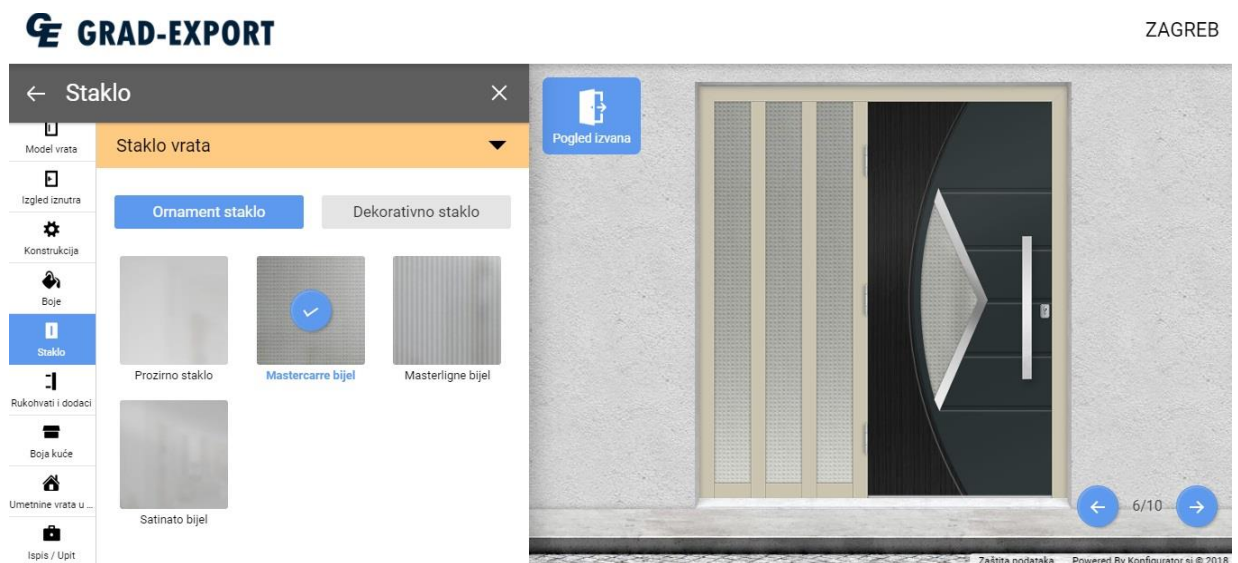 GE GRAD-EXPORT
ZAGREB
Staklo
Model vrata
Izgled iznutra
Konstrukcija
Boje
Staklo
Rukohvati i dodaci
Boja kuće
Umetnine vrata u ...
Ispis / Upit
Staklo vrata
Ornament staklo
Dekorativno staklo
Prozirno staklo
Mastercarre bijel
Masterligne bijel
Satinato bijel
Pogled izvana
6/10
Zaštita podataka
Powered By Konfigurator.si © 2018